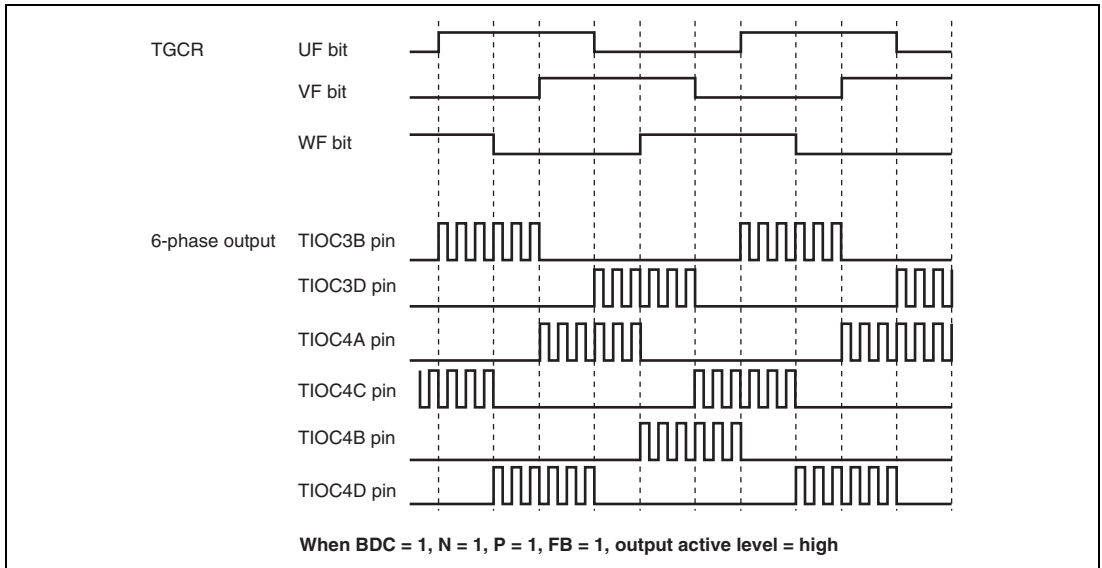 TGCR UF bit
VF bit
WF bit
6-phase output TIOC3B pin
TIOC3D pin
TIOC4A pin
TIOC4C pin
TIOC4B pin
TIOC4D pin
When BDC = 1, N = 1, P = 1, FB = 1, output active level = high